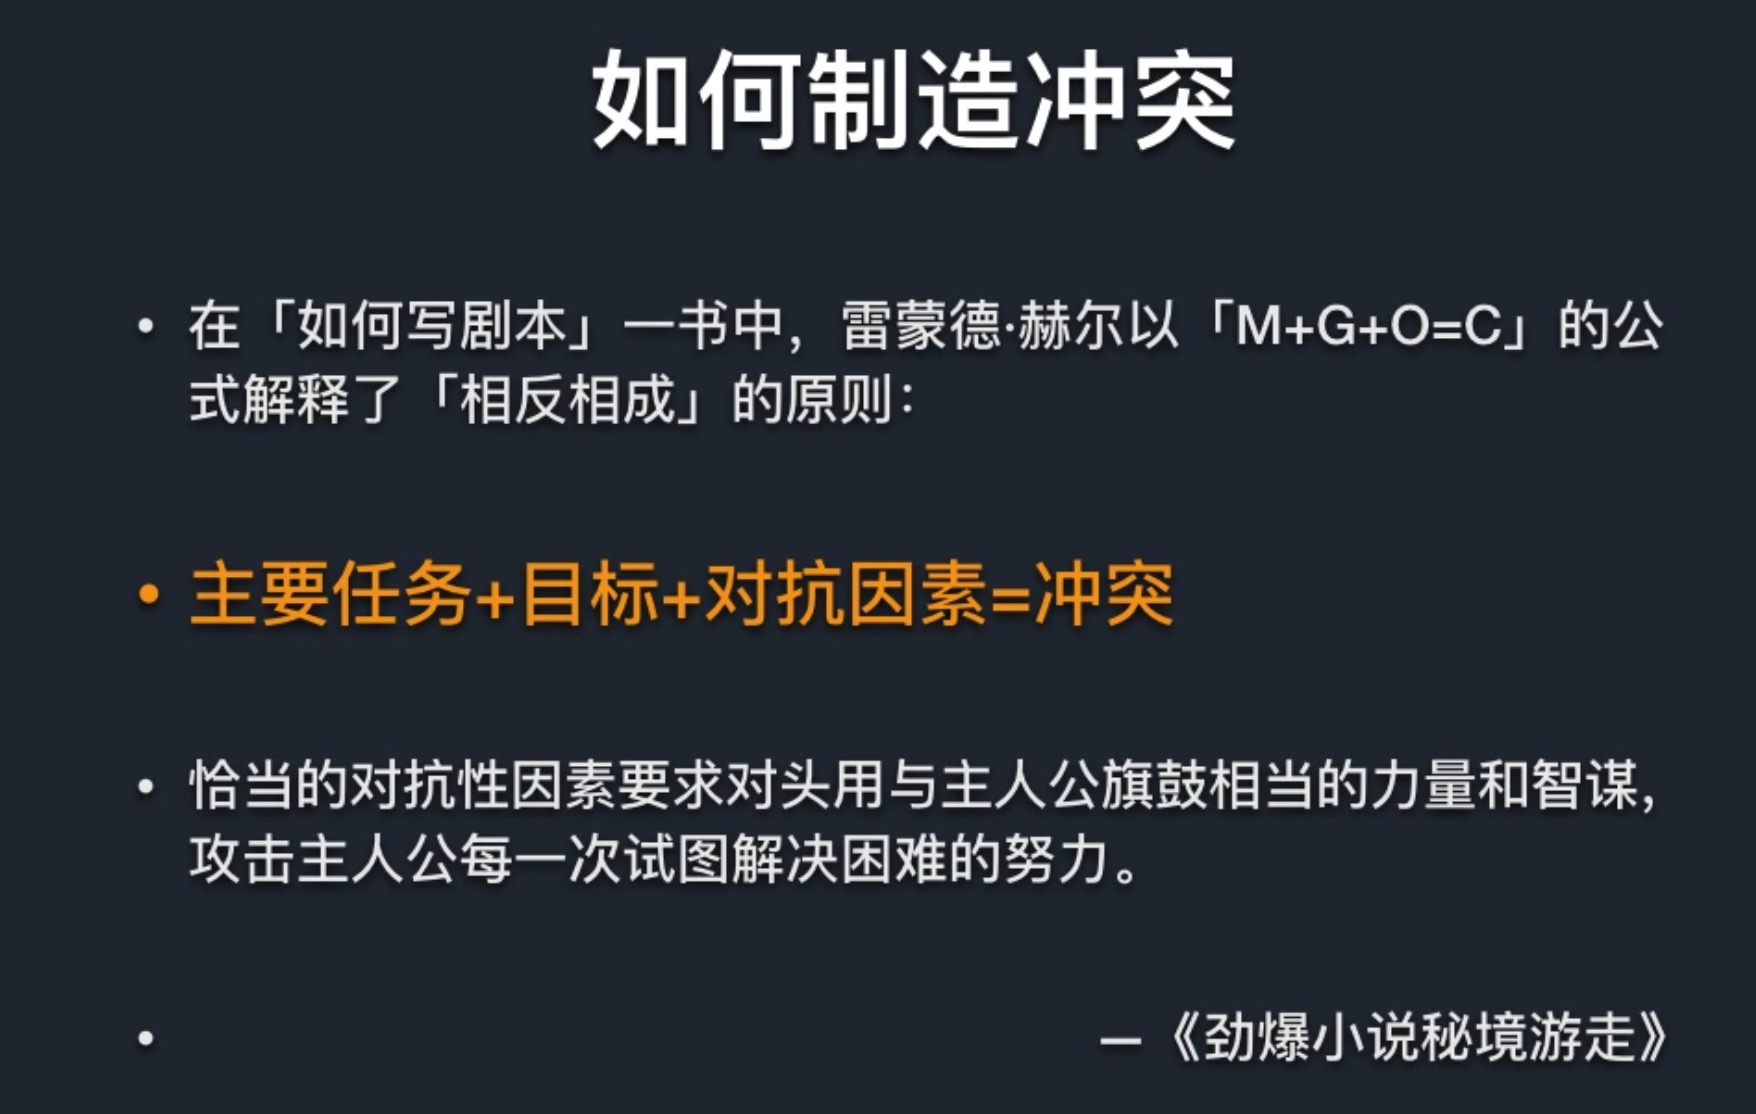 如何制造冲突
• 在「如何写剧本」一书中，雷蒙德·赫尔以「M+G+O=C」的公
式解释了「相反相成」的原则：
• 主要任务+目标+对抗因素=冲突
• 恰当的对抗性因素要求对头用与主人公旗鼓相当的力量和智谋，
攻击主人公每一次试图解决困难的努力。
• —《劲爆小说秘境游走》